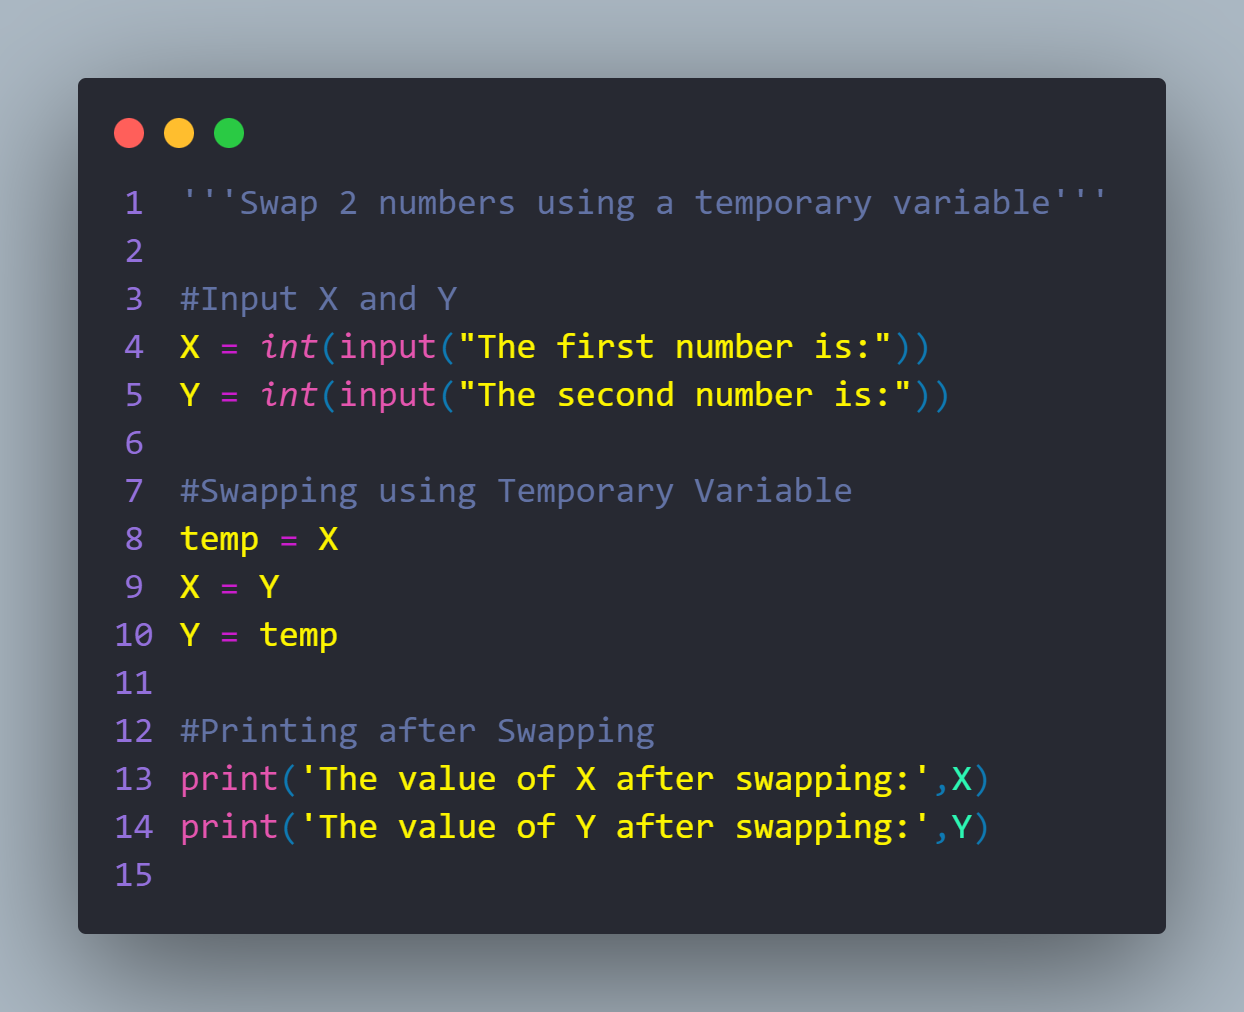 1 '''Swap 2 numbers using a temporary variable'''
2
3 #Input X and Y
4 X = int(input("The first number is:"))
5 Y = int(input("The second number is:"))
6
7 #Swapping using Temporary Variable
8 temp = X
9 X = Y
10 Y = temp
11
12 #Printing after Swapping
13 print('The value of X after swapping:',X)
14 print('The value of Y after swapping:',Y)
15